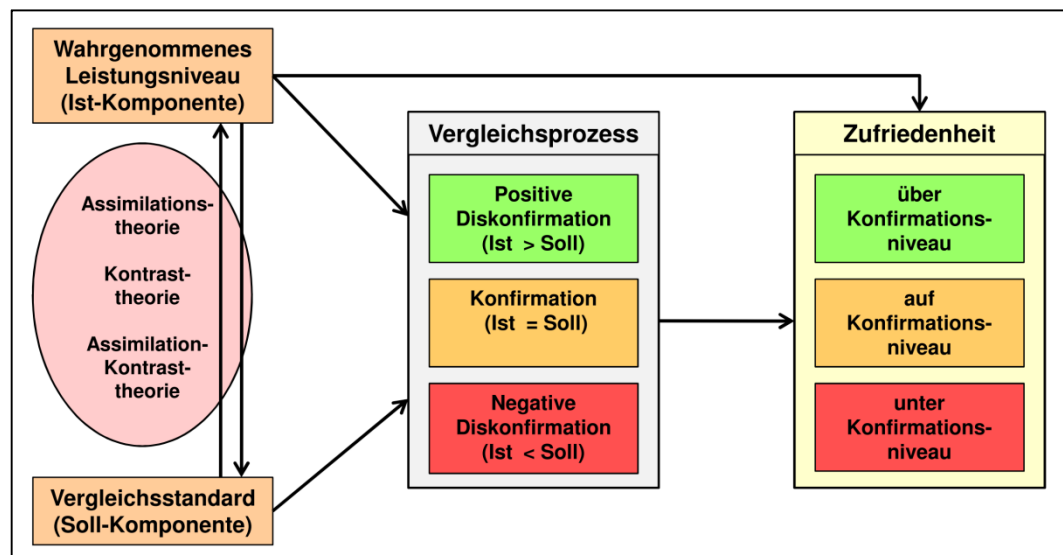 Wahrgenommenes
Leistungsniveau
(Ist-Komponente)
Assimilations-
theorie
Kontrast-
theorie
Assimilation-
Kontrast-
theorie
Vergleichsstandard
(Soll-Komponente)
Vergleichsprozess
Positive
Diskonfirmation
(Ist > Soll)
Konfirmation
(Ist = Soll)
Negative
Diskonfirmation
(Ist < Soll)
Zufriedenheit
über
Konfirmations-
niveau
auf
Konfirmations-
niveau
unter
Konfirmations-
niveau